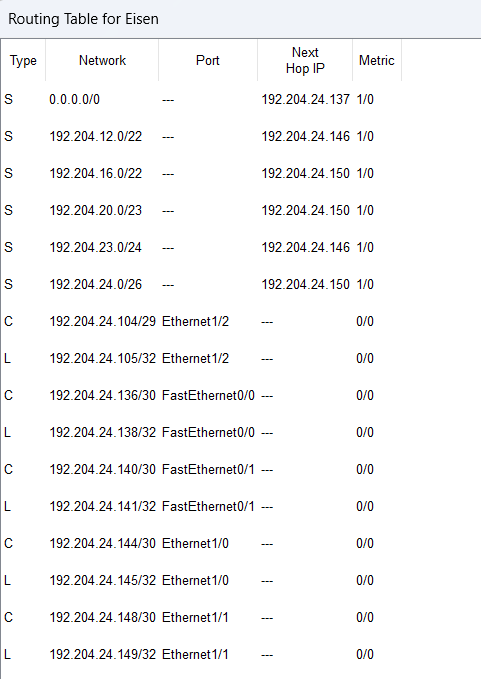 Routing Table for Eisen
Type Network Port Next Hop IP Metric
S 0.0.0.0/0 --- 192.204.24.137 1/0
S 192.204.12.0/22 --- 192.204.24.146 1/0
S 192.204.16.0/22 --- 192.204.24.150 1/0
S 192.204.20.0/23 --- 192.204.24.150 1/0
S 192.204.23.0/24 --- 192.204.24.146 1/0
S 192.204.24.0/26 --- 192.204.24.150 1/0
C 192.204.24.104/29 Ethernet1/2 --- 0/0
L 192.204.24.105/32 Ethernet1/2 --- 0/0
C 192.204.24.136/30 FastEthernet0/0 --- 0/0
L 192.204.24.138/32 FastEthernet0/0 --- 0/0
C 192.204.24.140/30 FastEthernet0/1 --- 0/0
L 192.204.24.141/32 FastEthernet0/1 --- 0/0
C 192.204.24.144/30 Ethernet1/0 --- 0/0
L 192.204.24.145/32 Ethernet1/0 --- 0/0
C 192.204.24.148/30 Ethernet1/1 --- 0/0
L 192.204.24.149/32 Ethernet1/1 --- 0/0